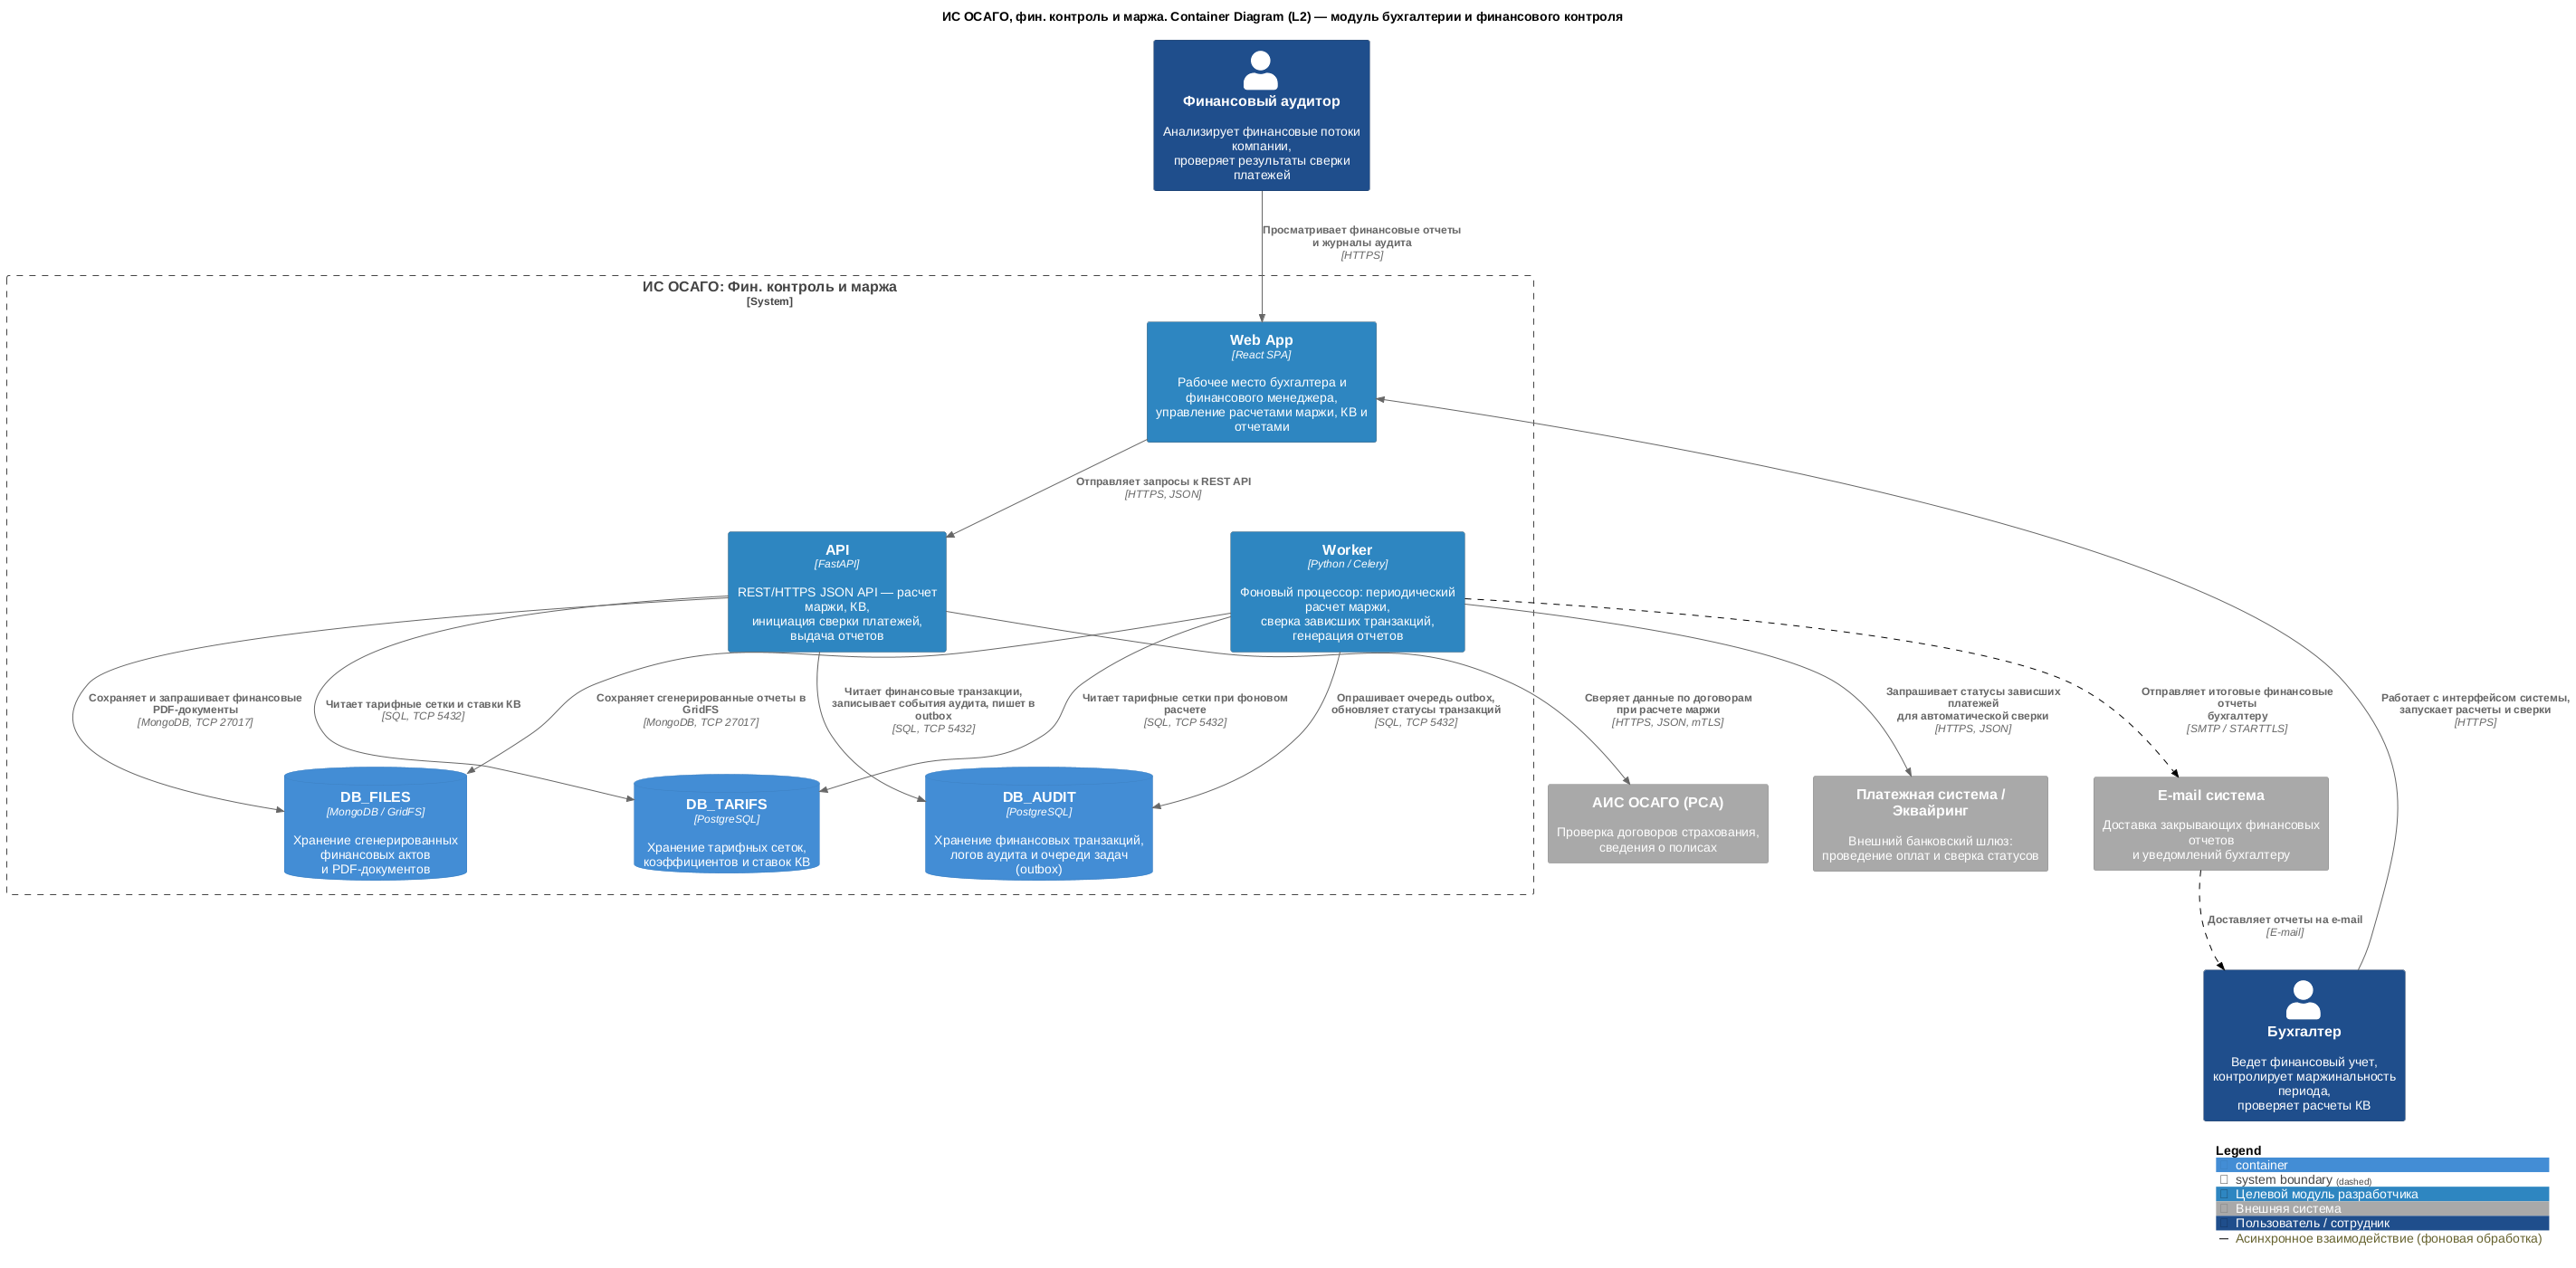 ИС ОСАГО, фин. контроль и маржа. Container Diagram (L2) — модуль бухгалтерии и финансового контроля
Финансовый аудитор
Анализирует финансовые потоки
компании,
проверяет результаты сверки
платежей
Просматривает финансовые отчеты
и журналы аудита
[HTTPS]
ИС ОСАГО: Фин. контроль и маржа
[System]
Web App
[React SPA]
Рабочее место бухгалтера и
финансового менеджера,
управление расчетами маржи, КВ и
отчетами
Отправляет запросы к REST API
[HTTPS, JSON]
API
[FastAPI]
REST/HTTPS JSON API — расчет
маржи, КВ,
инициация сверки платежей,
выдача отчетов
Worker
[Python / Celery]
Фоновый процессор: периодический
расчет маржи,
сверка зависших транзакций,
генерация отчетов
Сохраняет и запрашивает финансовые
PDF-документы
[MongoDB, TCP 27017]
Читает тарифные сетки и ставки КВ
[SQL, TCP 5432]
Сохраняет сгенерированные отчеты в
GridFS
[MongoDB, TCP 27017]
Читает финансовые транзакции,
записывает события аудита, пишет в
outbox
[SQL, TCP 5432]
Читает тарифные сетки при фоновом
расчете
[SQL, TCP 5432]
Опрашивает очередь outbox,
обновляет статусы транзакций
[SQL, TCP 5432]
Сверяет данные по договорам
при расчете маржи
[HTTPS, JSON, mTLS]
Запрашивает статусы зависших
платежей
для автоматической сверки
[HTTPS, JSON]
Отправляет итоговые финансовые
отчеты
бухгалтеру
[SMTP / STARTTLS]
Работает с интерфейсом системы,
запускает расчеты и сверки
[HTTPS]
DB_FILES
[MongoDB / GridFS]
Хранение сгенерированных
финансовых актов
и PDF-документов
DB_TARIFS
[PostgreSQL]
Хранение тарифных сеток,
коэффициентов и ставок КВ
DB_AUDIT
[PostgreSQL]
Хранение финансовых транзакций,
логов аудита и очереди задач
(outbox)
АИС ОСАГО (РСА)
Проверка договоров страхования,
сведения о полисах
Платежная система /
Эквайринг
Внешний банковский шлюз:
проведение оплат и сверка статусов
E-mail система
Доставка закрывающих финансовых
отчетов
и уведомлений бухгалтеру
Доставляет отчеты на e-mail
[E-mail]
Бухгалтер
Ведет финансовый учет,
контролирует маржинальность
периода,
проверяет расчеты КВ
Legend
container
system boundary (dashed)
Целевой модуль разработчика
Внешняя система
Пользователь / сотрудник
Асинхронное взаимодействие (фоновая обработка)